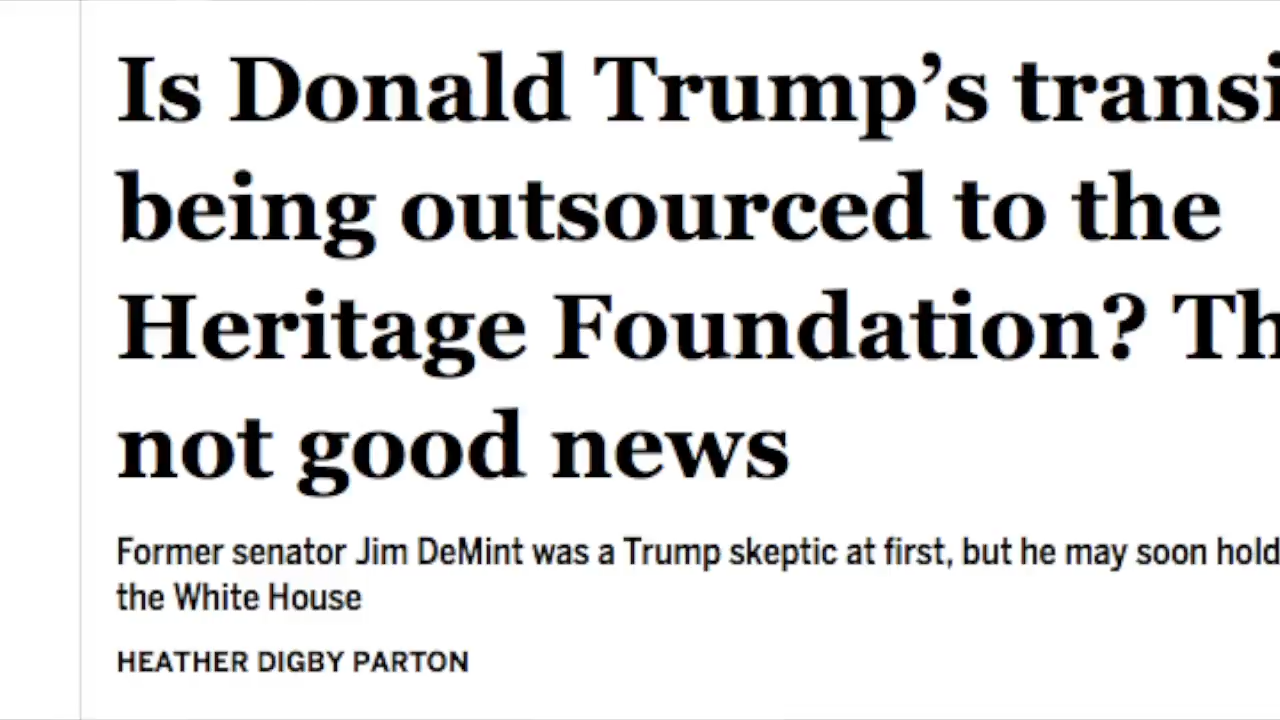 Is Donald Trump’s transi
being outsourced to the
Heritage Foundation? Th
not good news
Former senator Jim DeMint was a Trump skeptic at first, but he may soon hold
the White House
HEATHER DIGBY PARTON